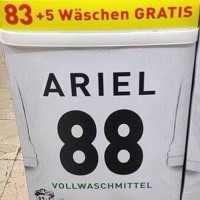 83 +5 Wäschen GRATIS
ARIEL
88
VOLLWASCHMITTEL